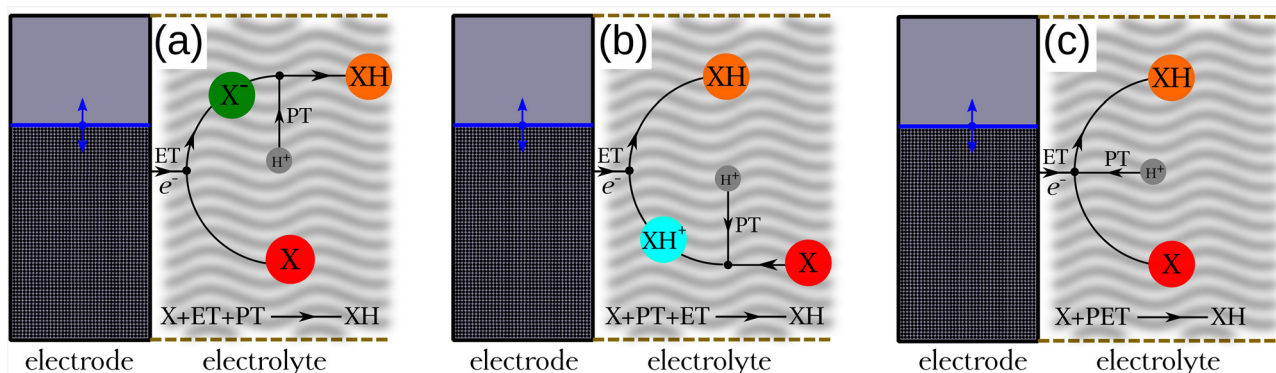 (a)
X⁻
XH
PT
H⁺
ET
e⁻
X
X+ET+PT → XH
electrode electrolyte
(b)
XH
ET
e⁻
H⁺
PT
XH⁺
X
X+PT+ET → XH
electrode electrolyte
(c)
XH
ET
e⁻
PT
H⁺
X
X+PET → XH
electrode electrolyte